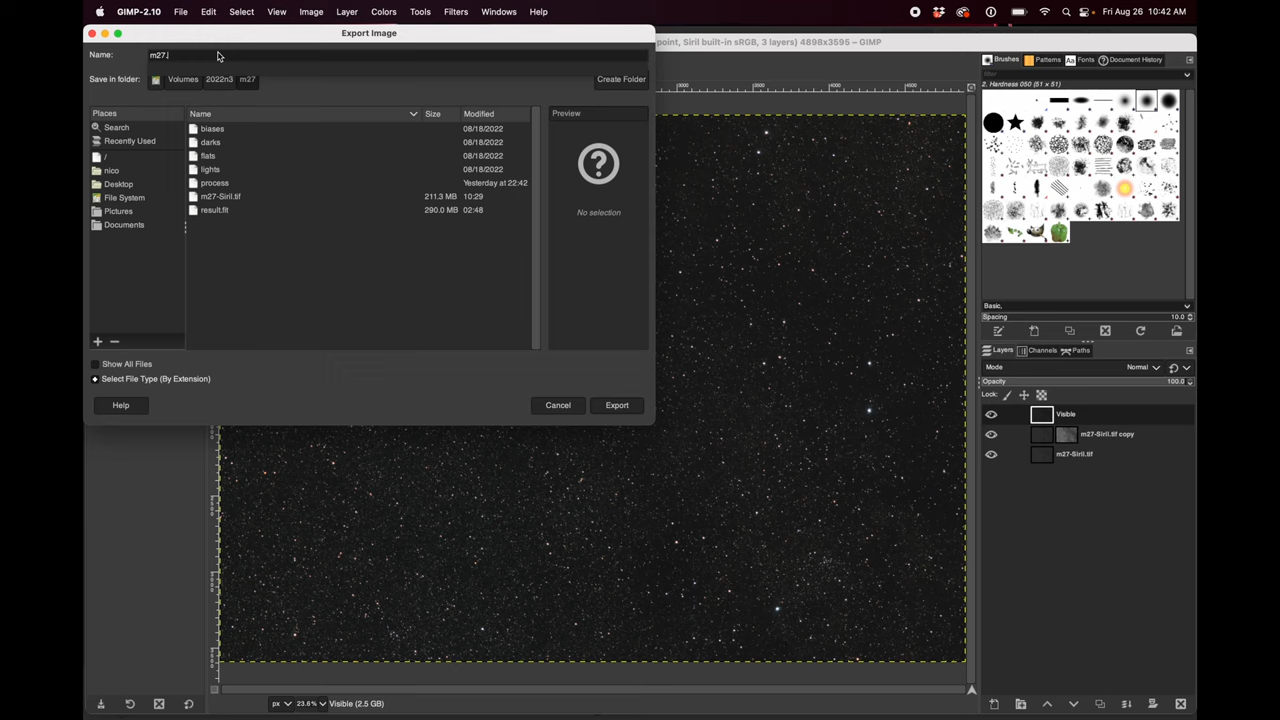 GIMP-2.10 File Edit Select View Image Layer Colors Tools Filters Windows Help Fri Aug 26 10:42 AM
Export Image
point, Siril built-in sRGB, 3 layers) 4898x3595 – GIMP
Name: m27.
Save in folder: Volumes 2022n3 m27 Create Folder
Places Name Size Modified Preview
Search
Recently Used
/
nico
Desktop
File System
Pictures
Documents
biases 08/18/2022
darks 08/18/2022
flats 08/18/2022
lights 08/18/2022
process Yesterday at 22:42
m27-Siril.tif 211.3 MB 10:29
result.fit 290.0 MB 02:48
No selection
Show All Files
Select File Type (By Extension)
Help Cancel Export
3000 3500 4000 4500
Brushes Patterns Aa Fonts Document History
filter
2. Hardness 050 (51 × 51)
Basic,
Spacing 10.0
Layers Channels Paths
Mode Normal
Opacity 100.0
Lock:
Visible
m27-Siril.tif copy
m27-Siril.tif
px 23.6% Visible (2.5 GB)